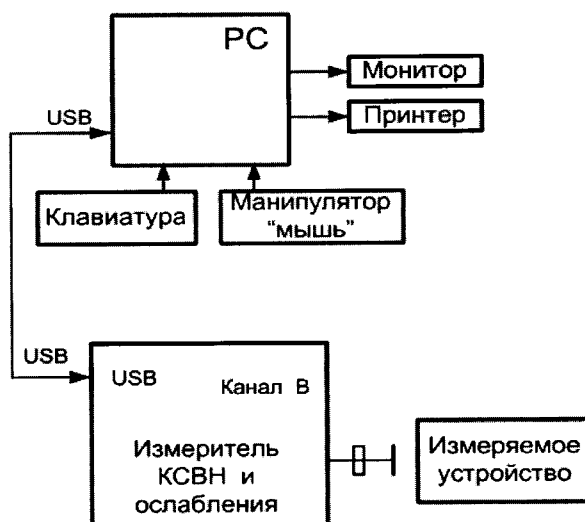 PC
Монитор
Принтер
USB
Клавиатура
Манипулятор
“мышь”
USB
USB
Канал В
Измеритель
КСВН и
ослабления
Измеряемое
устройство